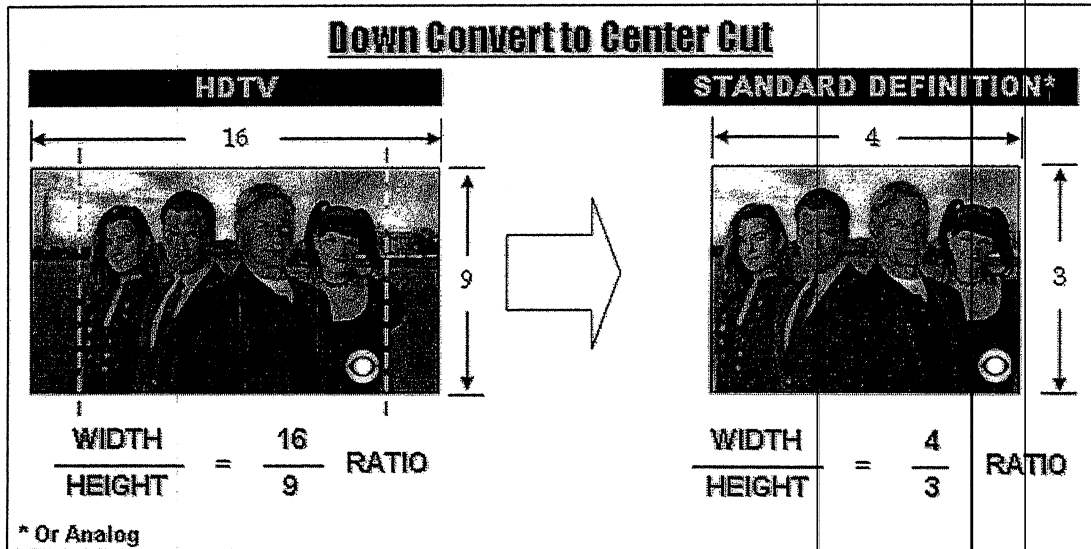 Down Convert to Center Cut
HDTV
STANDARD DEFINITION*
16
4
9
3
WIDTH
HEIGHT
=
16
9
RATIO
WIDTH
HEIGHT
=
4
3
RATIO
* Or Analog